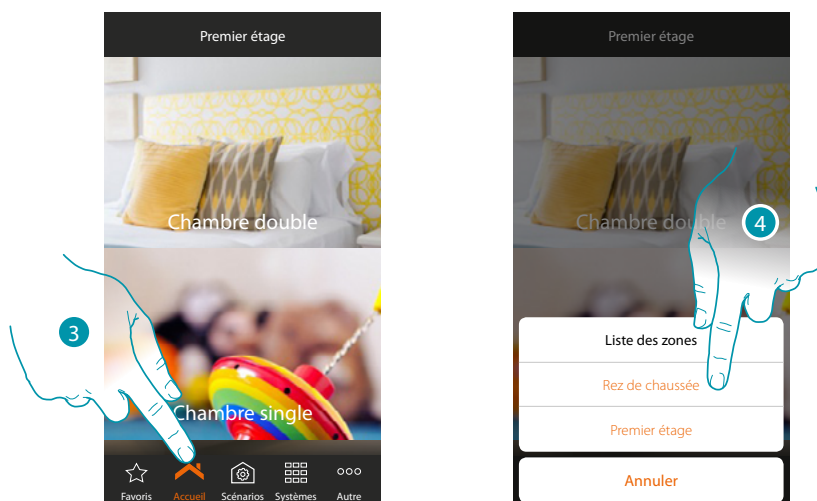 Premier étage
Chambre double
3
Chambre single
Favoris Accueil Scénarios Systèmes Autre
Premier étage
Chambre double
4
Liste des zones
Rez de chaussée
Premier étage
Annuler